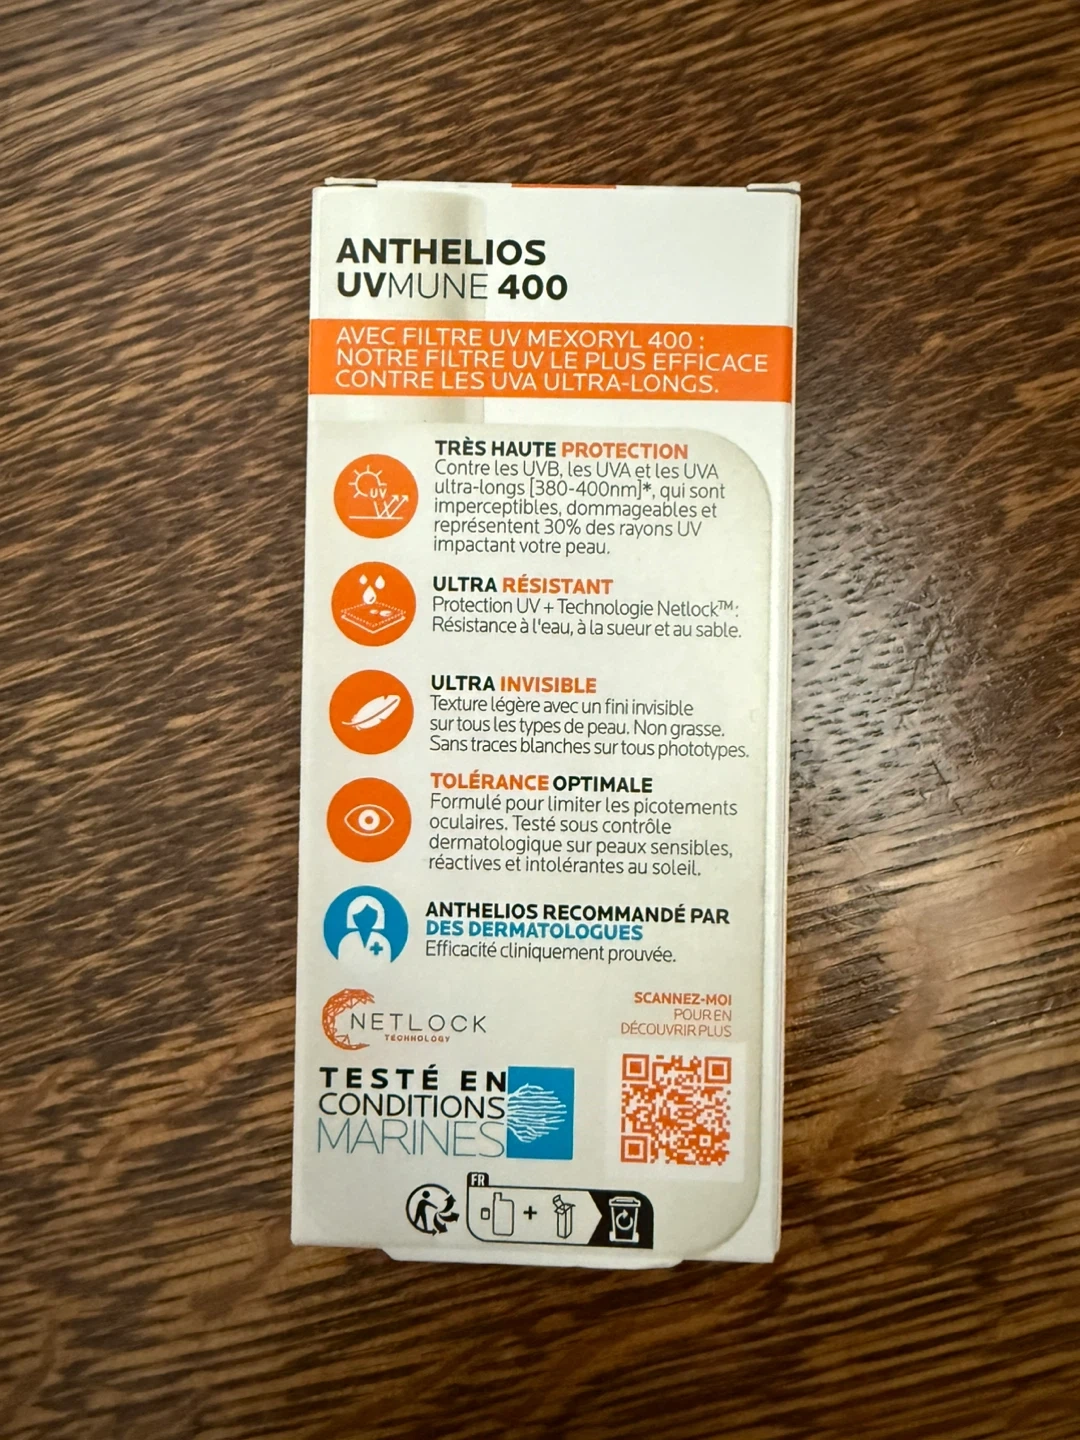 ANTHELIOS
UVMUNE 400
AVEC FILTRE UV MEXORYL 400 :
NOTRE FILTRE UV LE PLUS EFFICACE
CONTRE LES UVA ULTRA-LONGS.
TRÈS HAUTE PROTECTION
Contre les UVB, les UVA et les UVA
ultra-longs [380-400nm]*, qui sont
imperceptibles, dommageables et
représentent 30% des rayons UV
impactant votre peau.
UV
ULTRA RÉSISTANT
Protection UV + Technologie Netlock™:
Résistance à l'eau, à la sueur et au sable.
ULTRA INVISIBLE
Texture légère avec un fini invisible
sur tous les types de peau. Non grasse.
Sans traces blanches sur tous phototypes.
TOLÉRANCE OPTIMALE
Formulé pour limiter les picotements
oculaires. Testé sous contrôle
dermatologique sur peaux sensibles,
réactives et intolérantes au soleil.
ANTHELIOS RECOMMANDÉ PAR
DES DERMATOLOGUES
Efficacité cliniquement prouvée.
NETLOCK
TECHNOLOGY
SCANNEZ-MOI
POUR EN
DÉCOUVRIR PLUS
TESTÉ EN
CONDITIONS
MARINES
FR
+